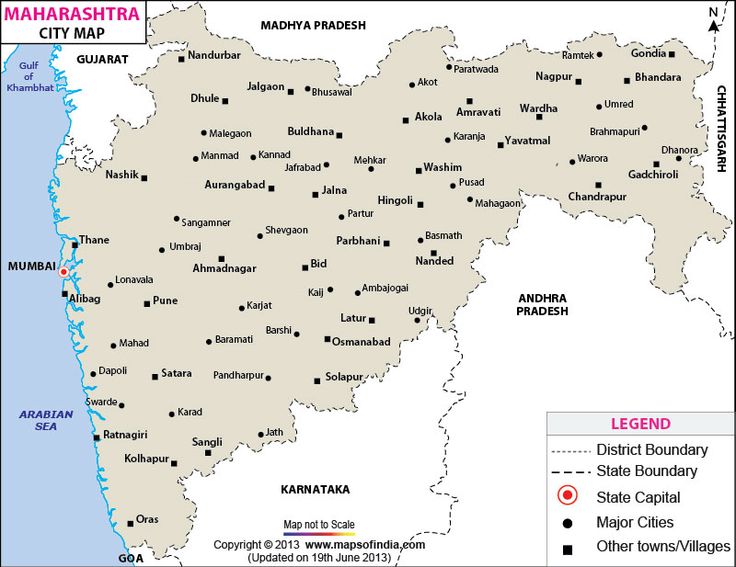 MAHARASHTRA
CITY MAP
MADHYA PRADESH
N
GUJARAT
Gulf
of
Khambhat
Nandurbar
Paratwada
Ramtek
Gondia
Akot
Nagpur
Bhandara
Jalgaon
Bhusawal
Dhule
Amravati
Wardha
Umred
CHHATTISGARH
Akola
Malegaon
Buldhana
Karanja
Yavatmal
Brahmapuri
Dhanora
Manmad
Kannad
Jafrabad
Mehkar
Washim
Warora
Gadchiroli
Nashik
Aurangabad
Jalna
Pusad
Chandrapur
Hingoli
Mahagaon
Sangamner
Partur
Shevgaon
Parbhani
Basmath
Thane
Umbraj
Ahmadnagar
Bid
Nanded
MUMBAI
Lonavala
Kaij
Ambajogai
Alibag
Pune
Karjat
Latur
Udgir
ANDHRA
PRADESH
Barshi
Mahad
Baramati
Osmanabad
Dapoli
Satara
Pandharpur
Solapur
Swarde
Karad
ARABIAN
SEA
Ratnagiri
Sangli
Jath
Kolhapur
KARNATAKA
Oras
GOA
Map not to Scale
Copyright © 2013 www.mapsofindia.com
(Updated on 19th June 2013)
LEGEND
District Boundary
State Boundary
State Capital
Major Cities
Other towns/Villages